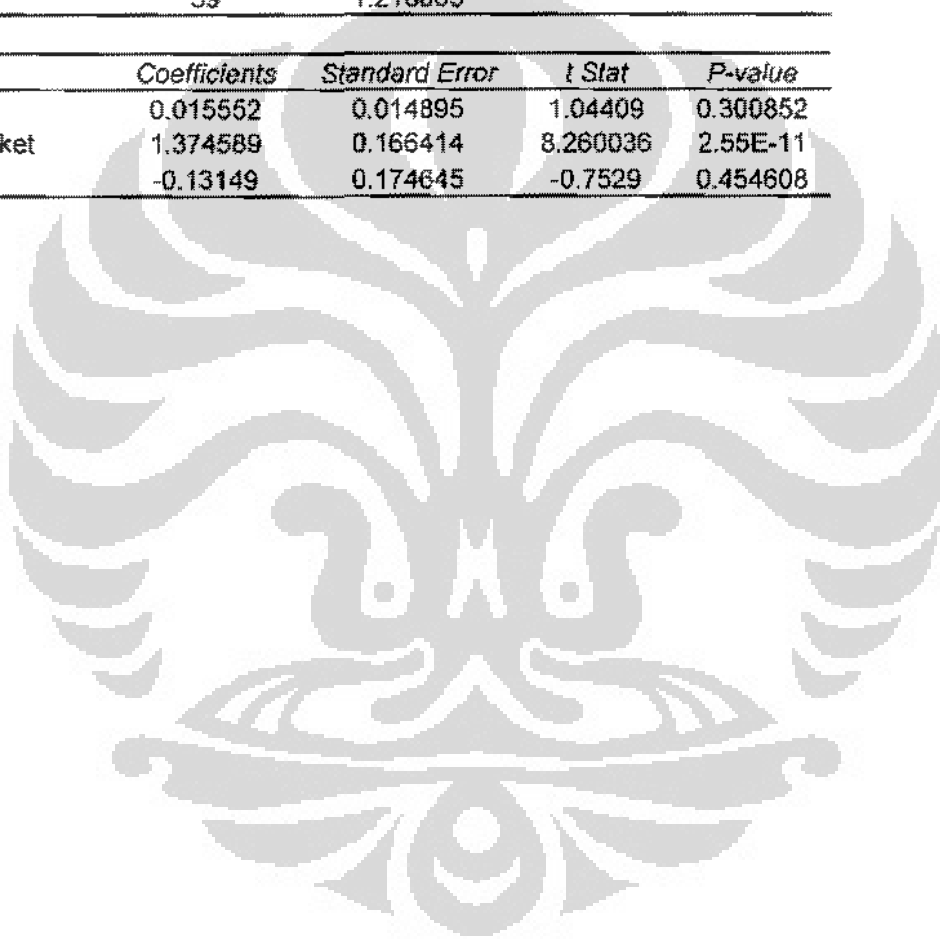 59
Coefficients Standard Error t Stat P-value
0.015552 0.014895 1.04409 0.300852
ket 1.374589 0.166414 8.260036 2.55E-11
-0.13149 0.174645 -0.7529 0.454608